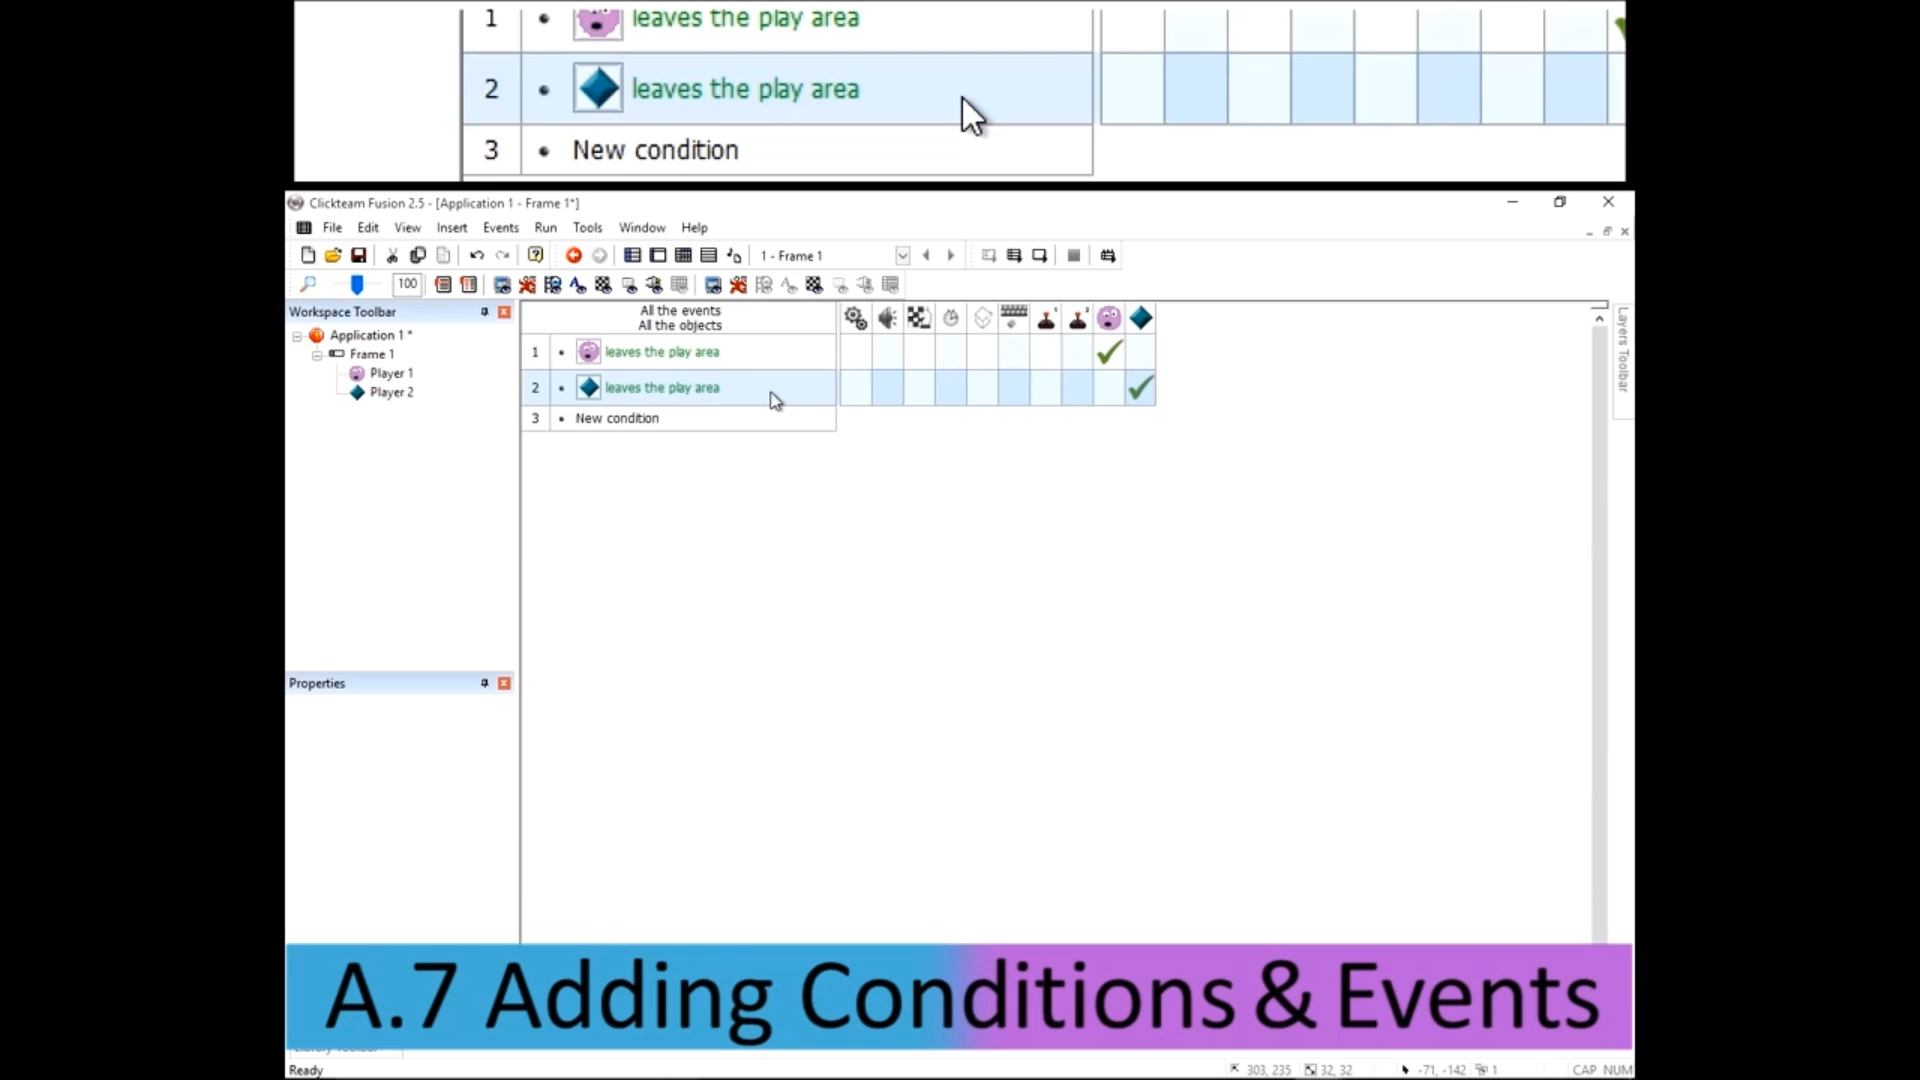 1 • leaves the play area
2 • leaves the play area
3 • New condition
Clickteam Fusion 2.5 - [Application 1 - Frame 1*]
File Edit View Insert Events Run Tools Window Help
1 - Frame 1
100
Workspace Toolbar
Application 1 *
Frame 1
Player 1
Player 2
All the events
All the objects
1 • leaves the play area
2 • leaves the play area
3 • New condition
Layers Toolbar
Properties
A.7 Adding Conditions & Events
Library Toolbar
Ready
303, 235 32, 32 -71, -142 1 CAP NUM